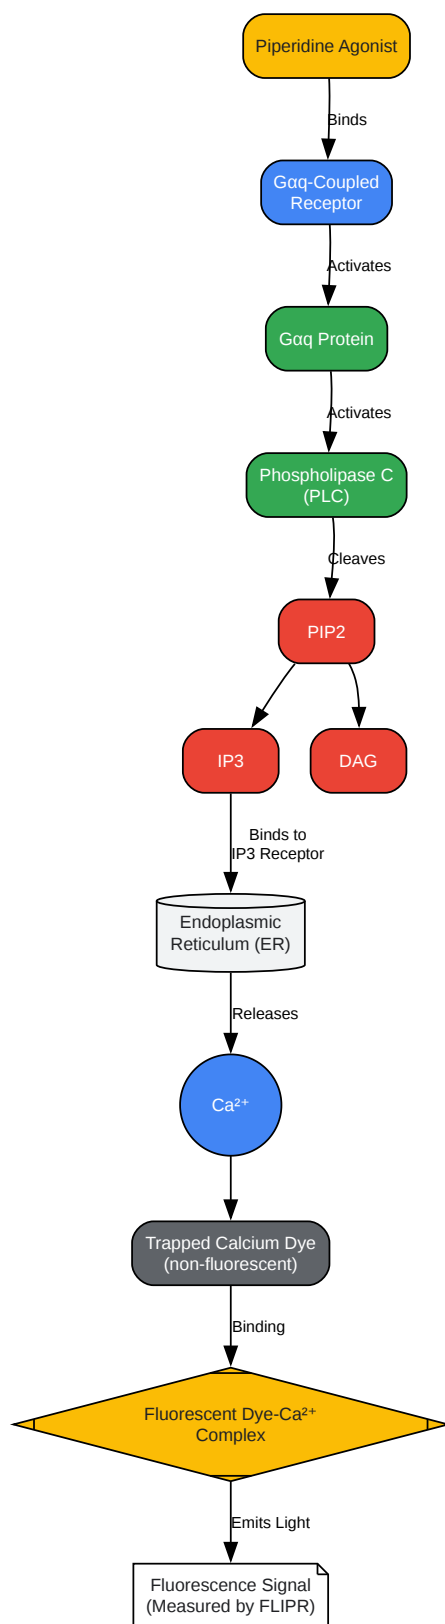 Piperidine Agonist
Binds
Gαq-Coupled
Receptor
Activates
Gαq Protein
Activates
Phospholipase C
(PLC)
Cleaves
PIP2
IP3
DAG
Binds to
IP3 Receptor
Endoplasmic
Reticulum (ER)
Releases
Ca²⁺
Trapped Calcium Dye
(non-fluorescent)
Binding
Fluorescent Dye-Ca²⁺
Complex
Emits Light
Fluorescence Signal
(Measured by FLIPR)